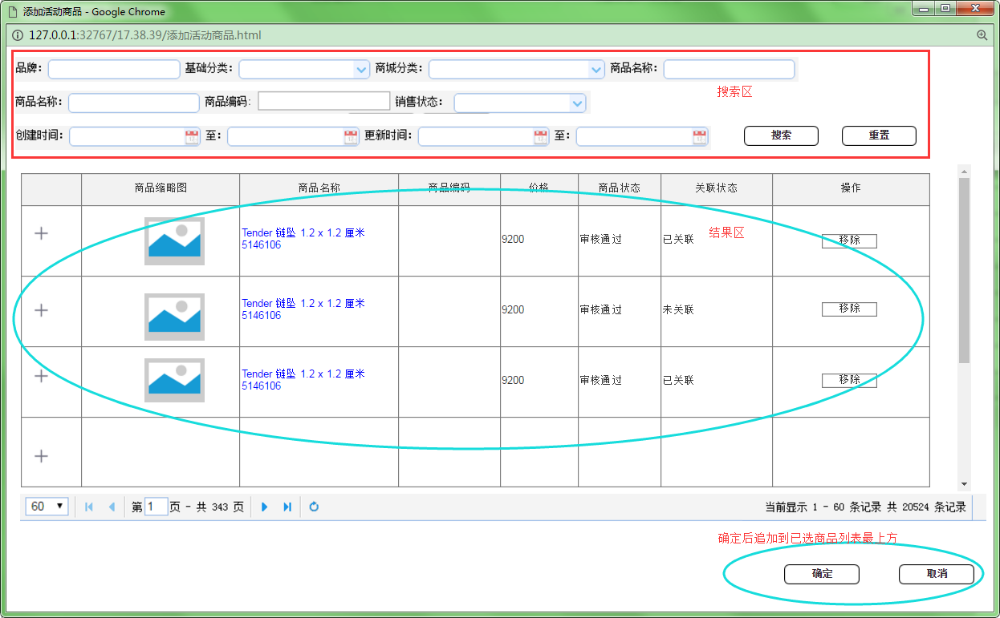 添加活动商品 - Google Chrome
127.0.0.1:32767/17.38.39/添加活动商品.html
品牌： 基础分类： 商城分类： 商品名称：
搜索区
商品名称： 商品编码： 销售状态：
创建时间： 至： 更新时间： 至： 搜索 重置
商品缩略图 商品名称 商品编码 价格 商品状态 关联状态 操作
结果区
Tender 链坠 1.2 x 1.2 厘米
5146106
9200 审核通过 已关联 移除
Tender 链坠 1.2 x 1.2 厘米
5146106
9200 审核通过 未关联 移除
Tender 链坠 1.2 x 1.2 厘米
5146106
9200 审核通过 已关联 移除
60 第 1 页 - 共 343 页 当前显示 1 - 60 条记录 共 20524 条记录
确定后追加到已选商品列表最上方
确定 取消